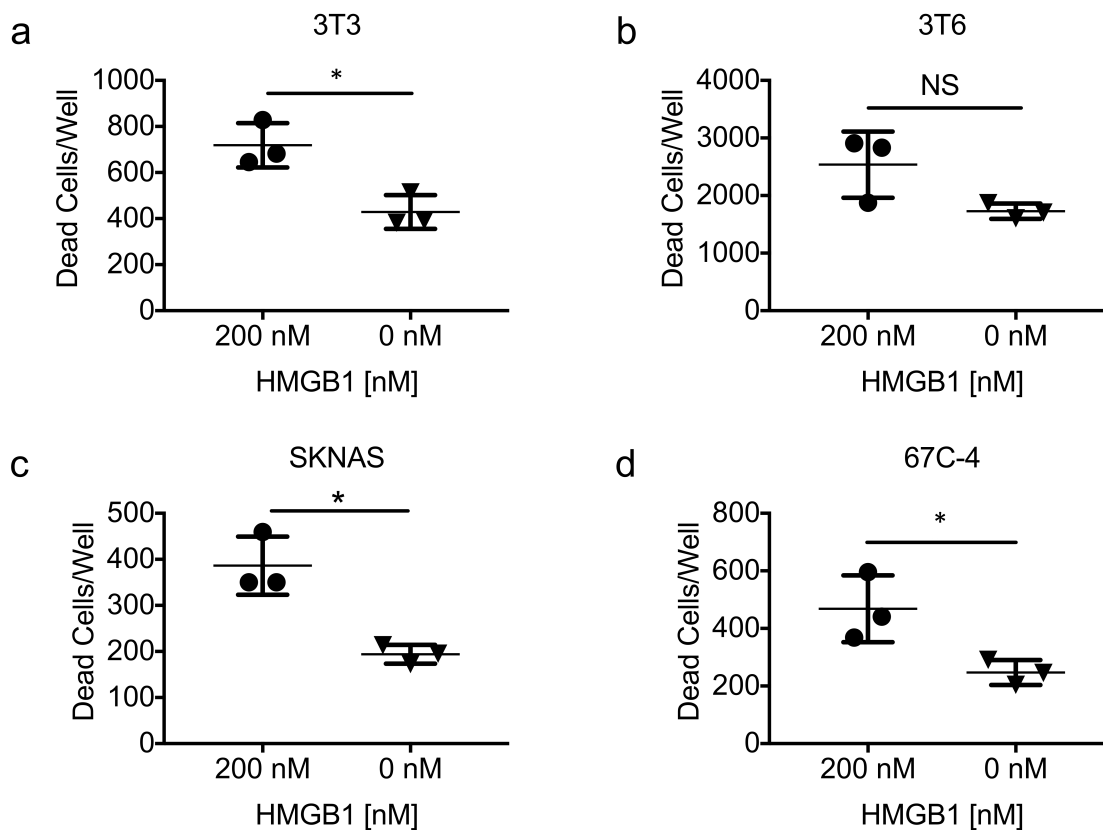 a
3T3
*
1000
800
600
400
200
0
Dead Cells/Well
200 nM
0 nM
HMGB1 [nM]
b
3T6
NS
4000
3000
2000
1000
0
Dead Cells/Well
200 nM
0 nM
HMGB1 [nM]
c
SKNAS
*
500
400
300
200
100
0
Dead Cells/Well
200 nM
0 nM
HMGB1 [nM]
d
67C-4
*
800
600
400
200
0
Dead Cells/Well
200 nM
0 nM
HMGB1 [nM]